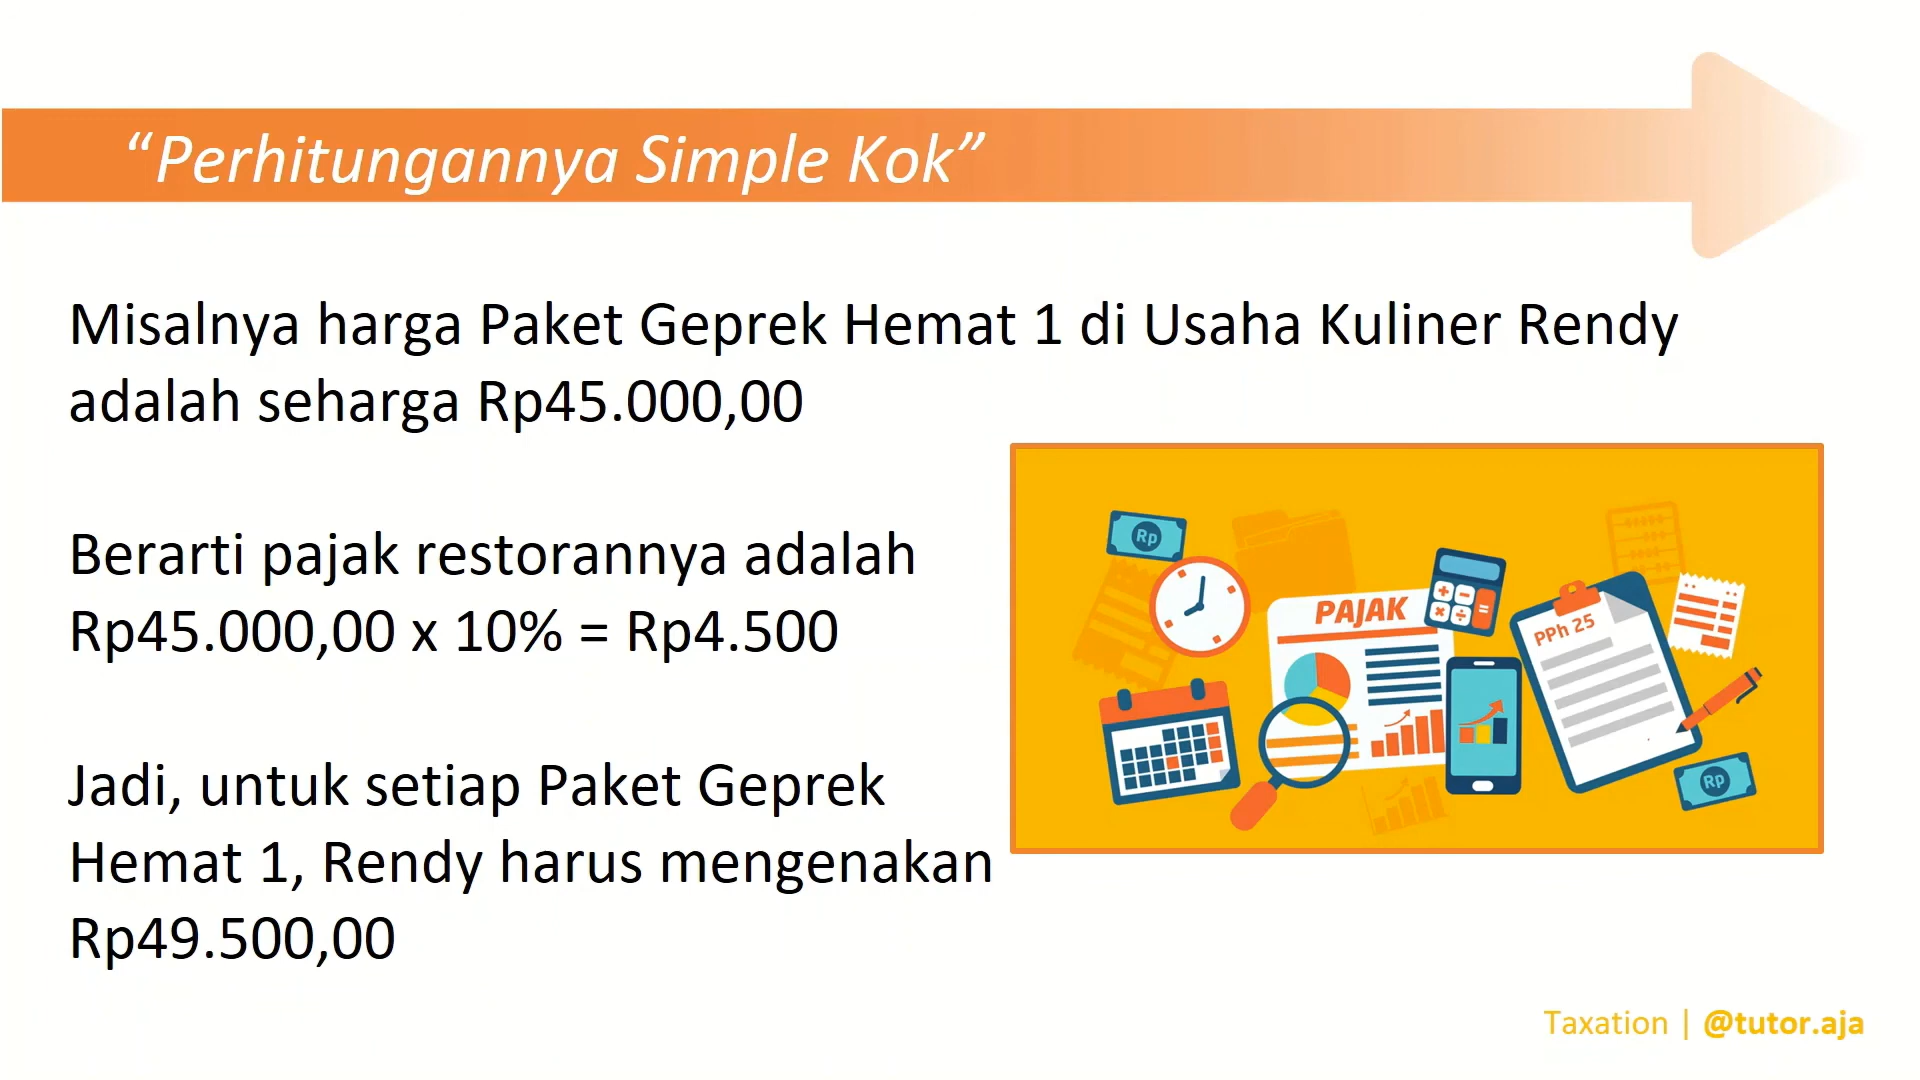 “Perhitungannya Simple Kok”
Misalnya harga Paket Geprek Hemat 1 di Usaha Kuliner Rendy
adalah seharga Rp45.000,00
Berarti pajak restorannya adalah
Rp45.000,00 x 10% = Rp4.500
Jadi, untuk setiap Paket Geprek
Hemat 1, Rendy harus mengenakan
Rp49.500,00
Rp
PAJAK
PPh 25
Rp
Taxation | @tutor.aja